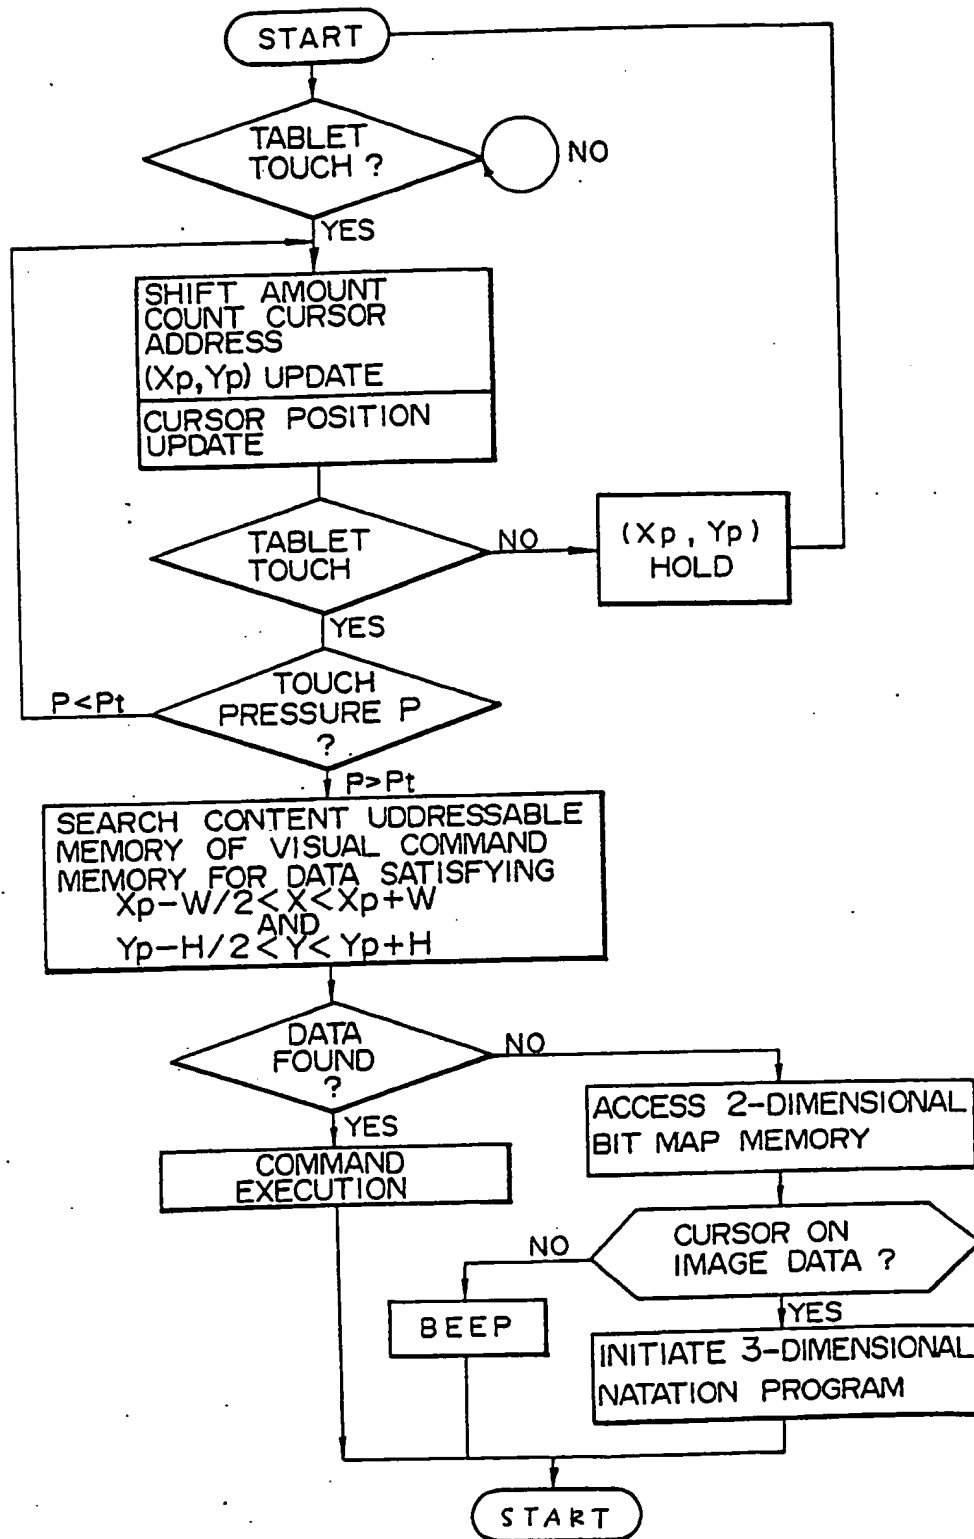 START
TABLET
TOUCH ?
NO
YES
SHIFT AMOUNT
COUNT CURSOR
ADDRESS
(Xp,Yp) UPDATE
CURSOR POSITION
UPDATE
TABLET
TOUCH
NO
(Xp, Yp)
HOLD
YES
TOUCH
PRESSURE P
?
P<Pt
P>Pt
SEARCH CONTENT UDDRESSABLE
MEMORY OF VISUAL COMMAND
MEMORY FOR DATA SATISFYING
Xp-W/2<X<Xp+W
AND
Yp-H/2<Y<Yp+H
DATA
FOUND
?
NO
YES
COMMAND
EXECUTION
ACCESS 2-DIMENSIONAL
BIT MAP MEMORY
CURSOR ON
IMAGE DATA ?
NO
YES
BEEP
INITIATE 3-DIMENSIONAL
NATATION PROGRAM
START